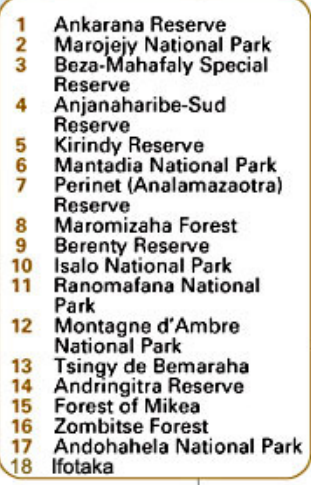 1 Ankarana Reserve
2 Marojejy National Park
3 Beza-Mahafaly Special
Reserve
4 Anjanaharibe-Sud
Reserve
5 Kirindy Reserve
6 Mantadia National Park
7 Perinet (Analamazaotra)
Reserve
8 Maromizaha Forest
9 Berenty Reserve
10 Isalo National Park
11 Ranomafana National
Park
12 Montagne d'Ambre
National Park
13 Tsingy de Bemaraha
14 Andringitra Reserve
15 Forest of Mikea
16 Zombitse Forest
17 Andohahela National Park
18 Ifotaka